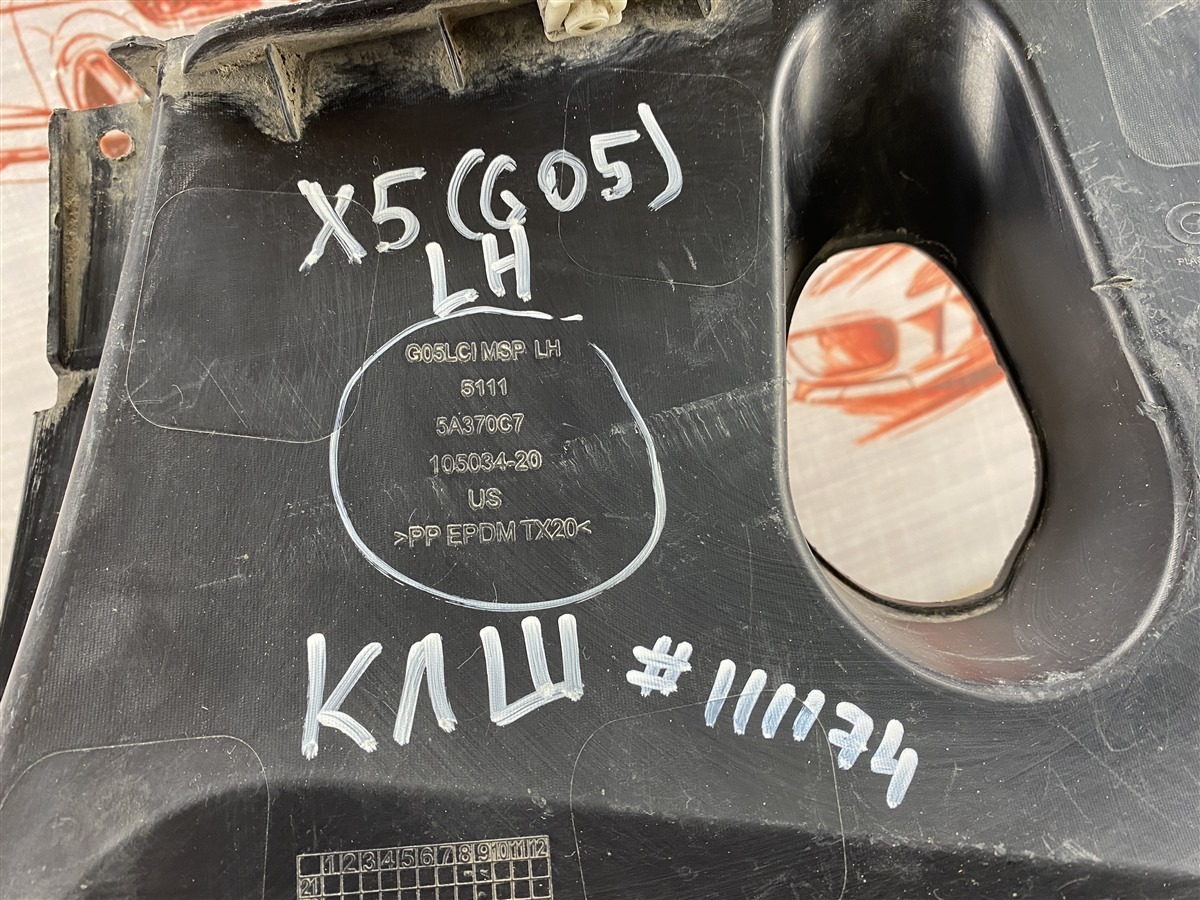 X5 (G05)
LH
G05LCI MSP LH
5111
5A370C7
105034-20
US
>PP EPDM TX20<
КЛШ #111174
1 2 3 4 5 6 7 8 9 10 11 12
21